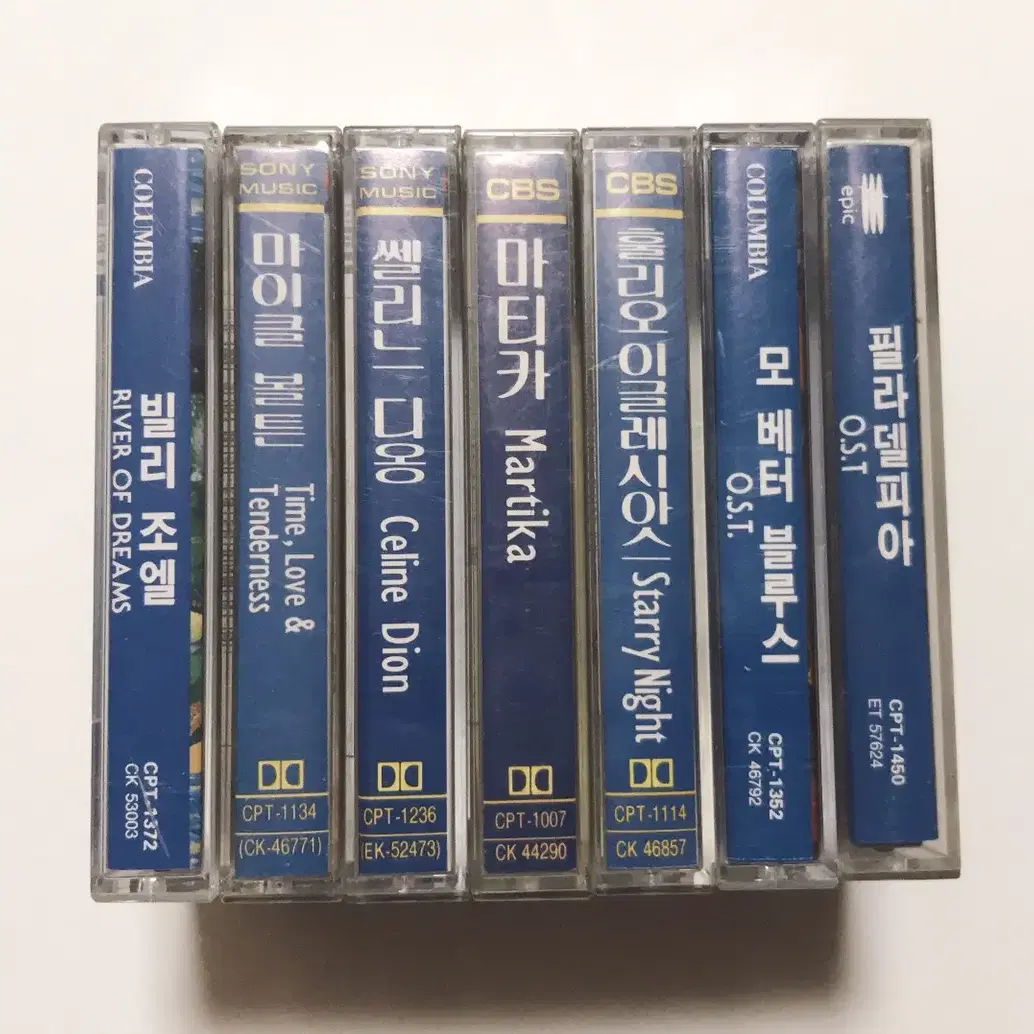 COLUMBIA
빌리 조엘
RIVER OF DREAMS
CPT-1372
CK 53003
SONY
MUSIC
마이클 볼튼
Time, Love &
Tenderness
CPT-1134
(CK-46771)
SONY
MUSIC
쎌린 디옹 Celine Dion
CPT-1236
(EK-52473)
CBS
마티카 Martika
CPT-1007
CK 44290
CBS
훌리오 이글레시아스 Starry Night
CPT-1114
CK 46857
COLUMBIA
모 베터 블루스
O.S.T.
CPT-1352
CK 46792
epic
필라델피아
O.S.T
CPT-1450
ET 57624